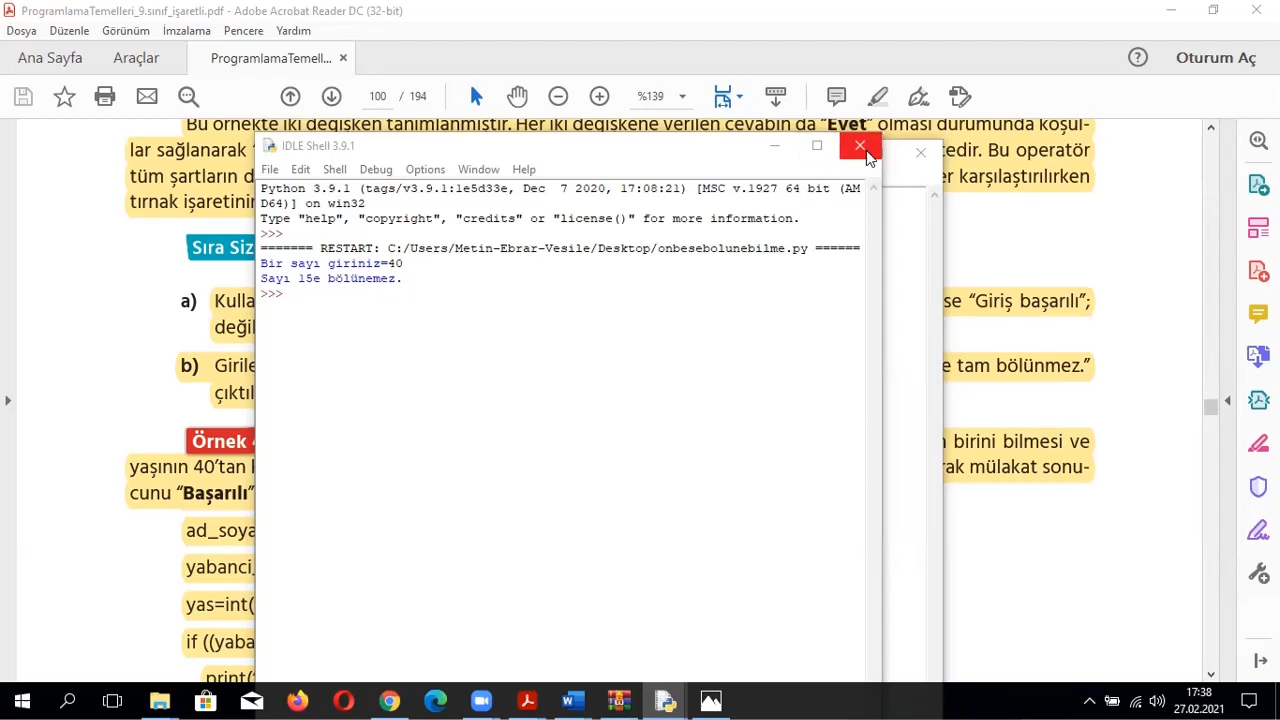 ProgramlamaTemelleri_9.sınıf_işaretli.pdf - Adobe Acrobat Reader DC (32-bit)
Dosya Düzenle Görünüm İmzalama Pencere Yardım
Ana Sayfa Araçlar ProgramlamaTemell... Oturum Aç
100 / 194 %139
Bu örnekte iki değişken tanımlanmıştır. Her iki değişkene verilen cevabın da “Evet” olması durumunda koşul-
lar sağlanarak edir. Bu operatör
tüm şartların d er karşılaştırılırken
tırnak işaretinin
IDLE Shell 3.9.1
File Edit Shell Debug Options Window Help
Python 3.9.1 (tags/v3.9.1:1e5d33e, Dec 7 2020, 17:08:21) [MSC v.1927 64 bit (AM
D64)] on win32
Type "help", "copyright", "credits" or "license()" for more information.
>>>
======= RESTART: C:/Users/Metin-Ebrar-Vesile/Desktop/onbesebolunebilme.py ======
Bir sayı giriniz=40
Sayı 15e bölünemez.
>>>
Sıra Siz
a) Kulla se “Giriş başarılı”;
değil
b) Girile e tam bölünmez.”
çıktıl
Örnek 4 n birini bilmesi ve
yaşının 40’tan rak mülakat sonu-
cunu “Başarılı”
ad_soya
yabanci_
yas=int(
if ((yaba
print(
17:38
27.02.2021